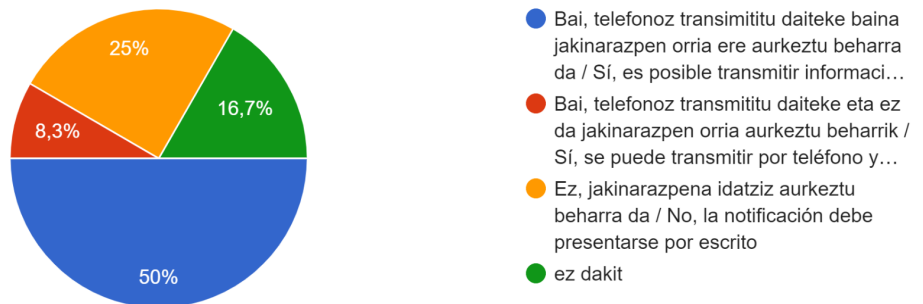 25%
16,7%
8,3%
50%
Bai, telefonoz transimititu daiteke baina
jakinarazpen orria ere aurkeztu beharra
da / Sí, es posible transmitir informaci…
Bai, telefonoz transmititu daiteke eta ez
da jakinarazpen orria aurkeztu beharrik /
Sí, se puede transmitir por teléfono y…
Ez, jakinarazpena idatziz aurkeztu
beharra da / No, la notificación debe
presentarse por escrito
ez dakit